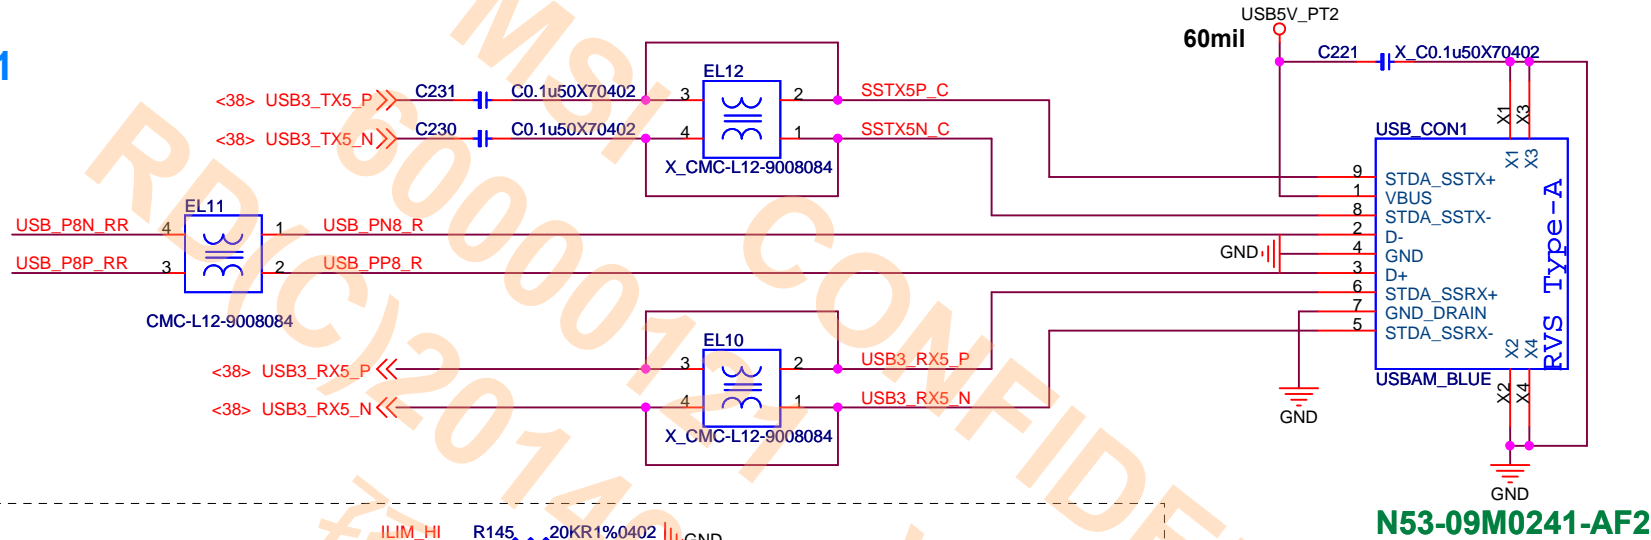 1
USB5V_PT2
60mil
C221
X_C0.1u50X70402
EL12
<38> USB3_TX5_P
C231
C0.1u50X70402
3
2
SSTX5P_C
<38> USB3_TX5_N
C230
C0.1u50X70402
4
1
SSTX5N_C
X_CMC-L12-9008084
X1
X3
USB_CON1
X1
X3
9
STDA_SSTX+
1
VBUS
8
STDA_SSTX-
2
D-
4
GND
3
D+
6
STDA_SSRX+
7
GND_DRAIN
5
STDA_SSRX-
X2
X4
RVS Type-A
USBAM_BLUE
X2
X4
EL11
USB_P8N_RR
4
1
USB_PN8_R
USB_P8P_RR
3
2
USB_PP8_R
CMC-L12-9008084
GND
EL10
<38> USB3_RX5_P
3
2
USB3_RX5_P
<38> USB3_RX5_N
4
1
USB3_RX5_N
X_CMC-L12-9008084
GND
GND
N53-09M0241-AF2
ILIM_HI
R145
20KR1%0402
GND
MSI CONFIDE
60000121
RD(C)2014